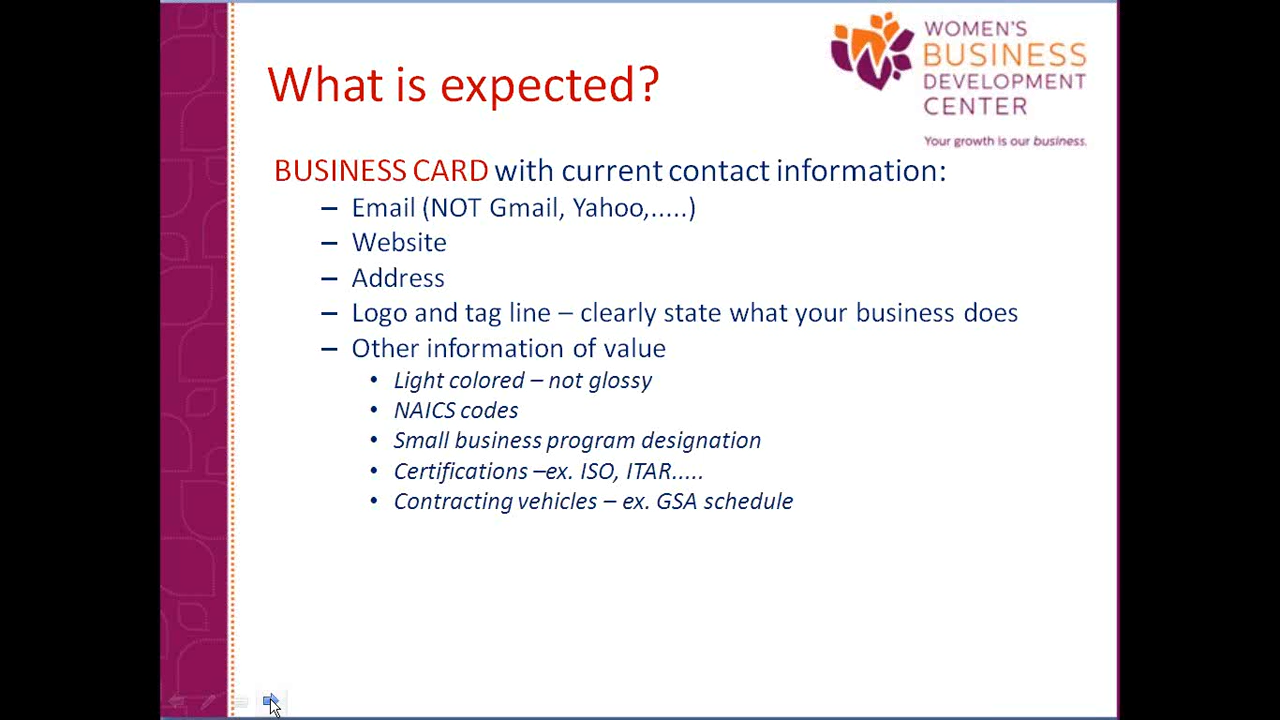 WOMEN'S
BUSINESS
DEVELOPMENT
CENTER
Your growth is our business.
What is expected?
BUSINESS CARD with current contact information:
– Email (NOT Gmail, Yahoo,.....)
– Website
– Address
– Logo and tag line – clearly state what your business does
– Other information of value
• Light colored – not glossy
• NAICS codes
• Small business program designation
• Certifications –ex. ISO, ITAR.....
• Contracting vehicles – ex. GSA schedule